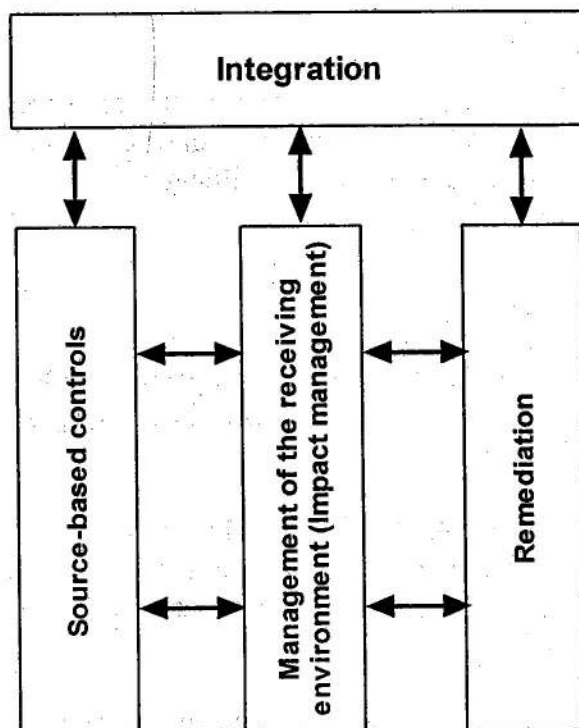 Integration
Source-based controls
Management of the receiving
environment (Impact management)
Remediation